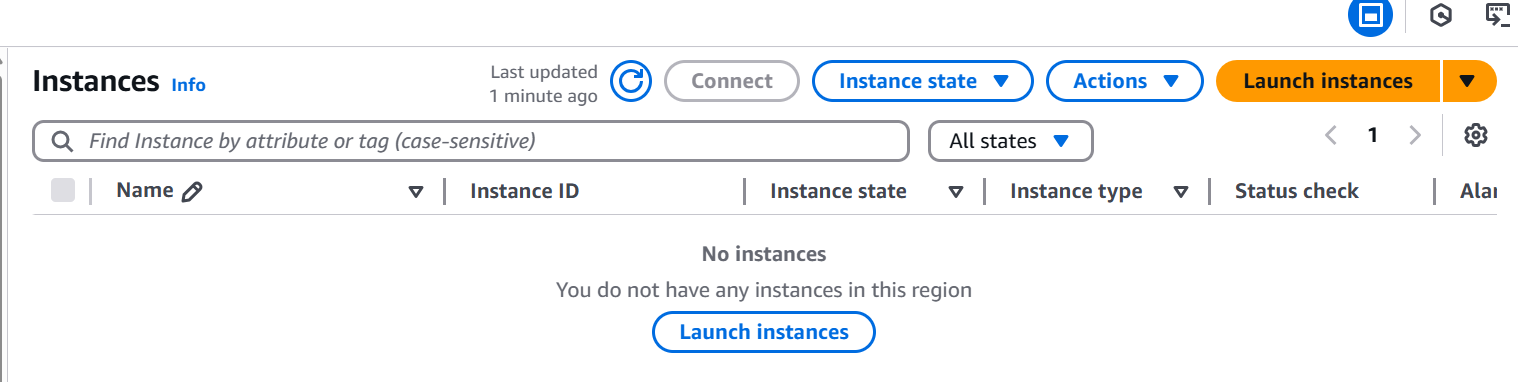 Instances Info
Last updated
1 minute ago
Connect
Instance state
Actions
Launch instances
Find Instance by attribute or tag (case-sensitive)
All states
1
Name
Instance ID
Instance state
Instance type
Status check
Alar
No instances
You do not have any instances in this region
Launch instances